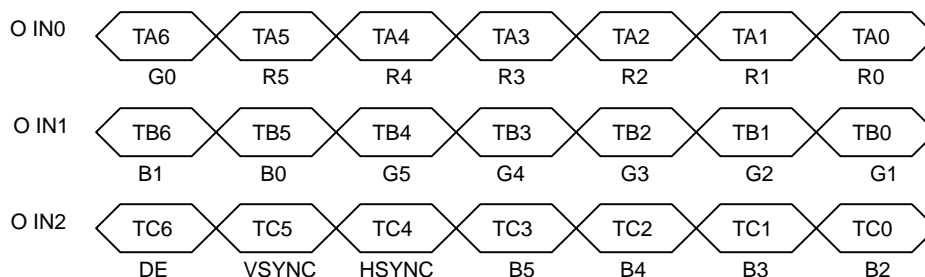 O IN0 TA6 TA5 TA4 TA3 TA2 TA1 TA0
G0 R5 R4 R3 R2 R1 R0
O IN1 TB6 TB5 TB4 TB3 TB2 TB1 TB0
B1 B0 G5 G4 G3 G2 G1
O IN2 TC6 TC5 TC4 TC3 TC2 TC1 TC0
DE VSYNC HSYNC B5 B4 B3 B2